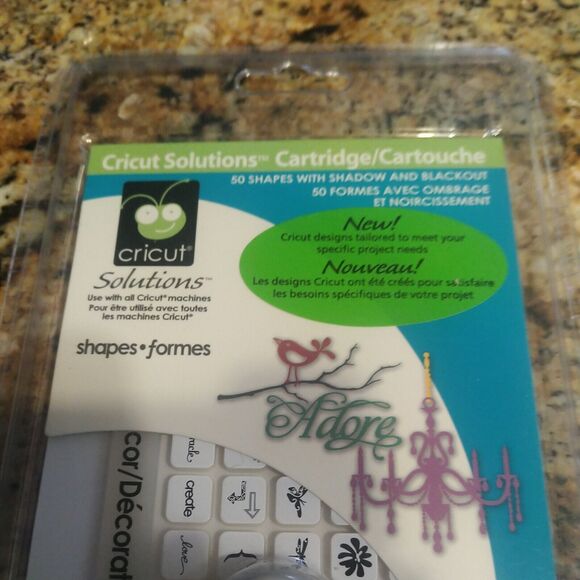 Cricut Solutions™ Cartridge/Cartouche
50 SHAPES WITH SHADOW AND BLACKOUT
50 FORMES AVEC OMBRAGE
ET NOIRCISSEMENT
New!
Cricut designs tailored to meet your
specific project needs
Nouveau!
Les designs Cricut ont été créés pour satisfaire
les besoins spécifiques de votre projet
cricut®
Solutions™
Use with all Cricut® machines
Pour être utilisé avec toutes
les machines Cricut®
shapes•formes
Adore
cor/Décorat
create
love